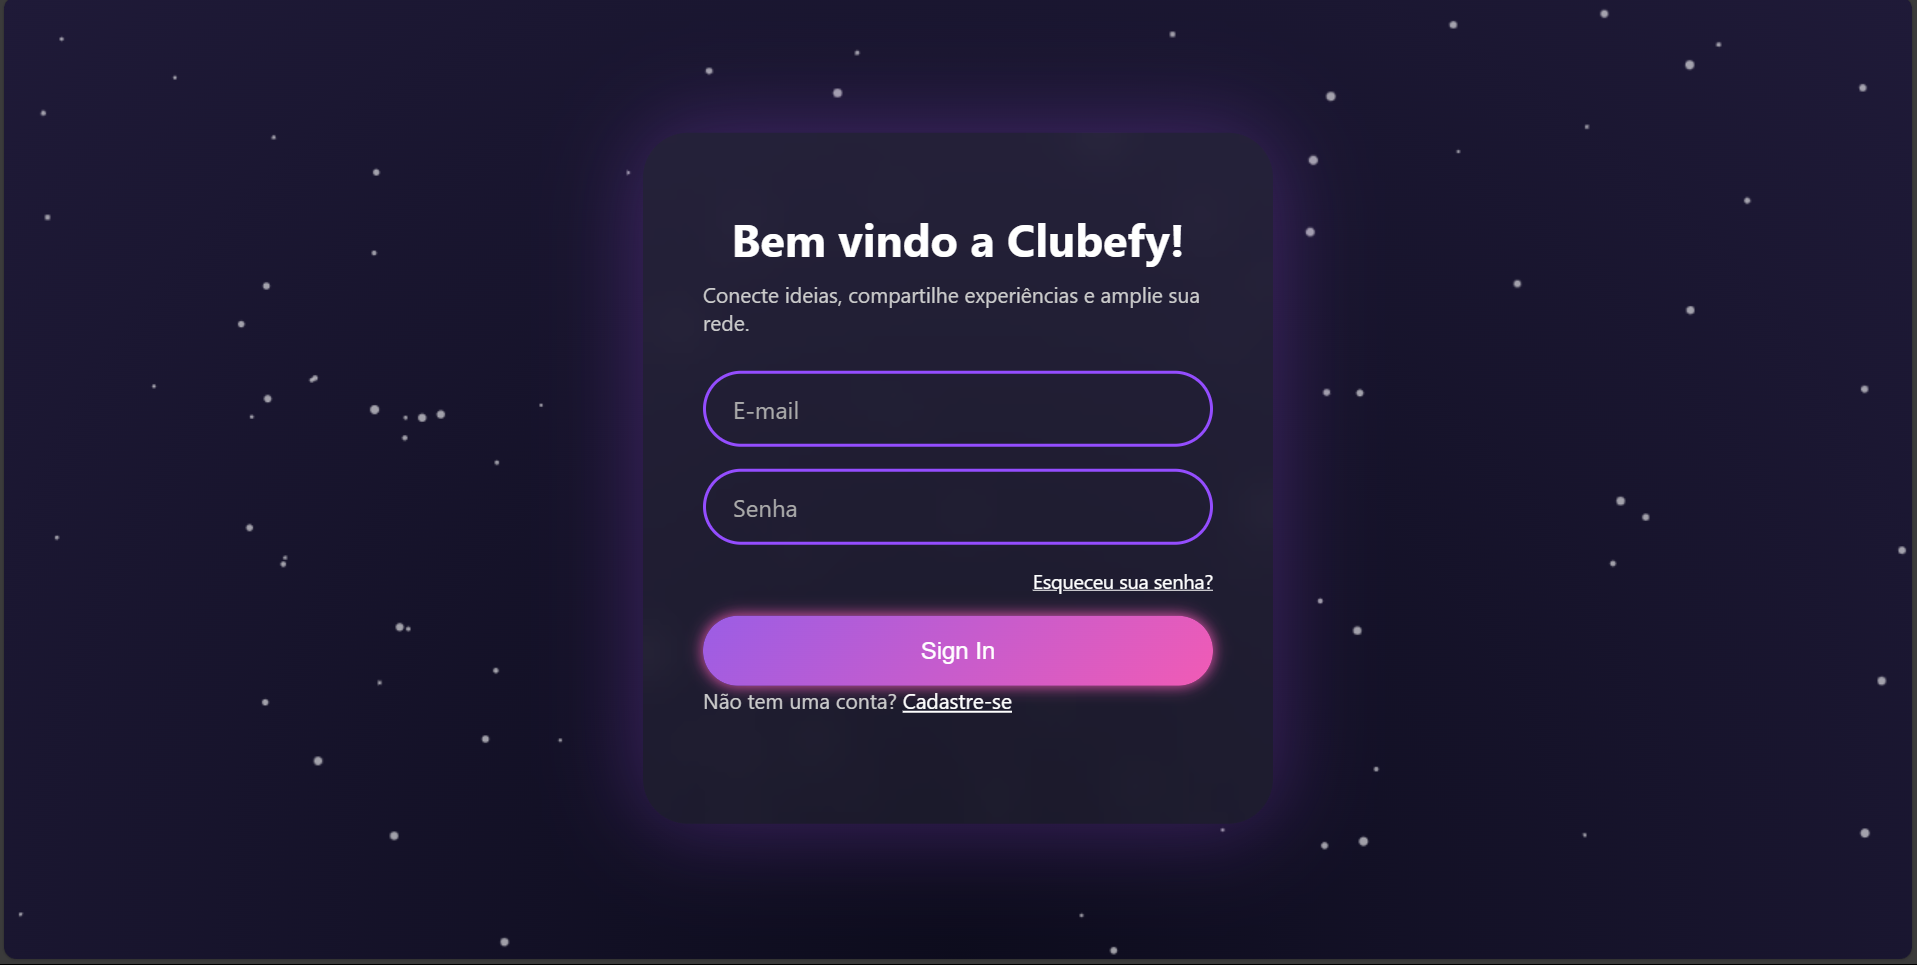 Bem vindo a Clubefy!
Conecte ideias, compartilhe experiências e amplie sua
rede.
E-mail
Senha
Esqueceu sua senha?
Sign In
Não tem uma conta? Cadastre-se